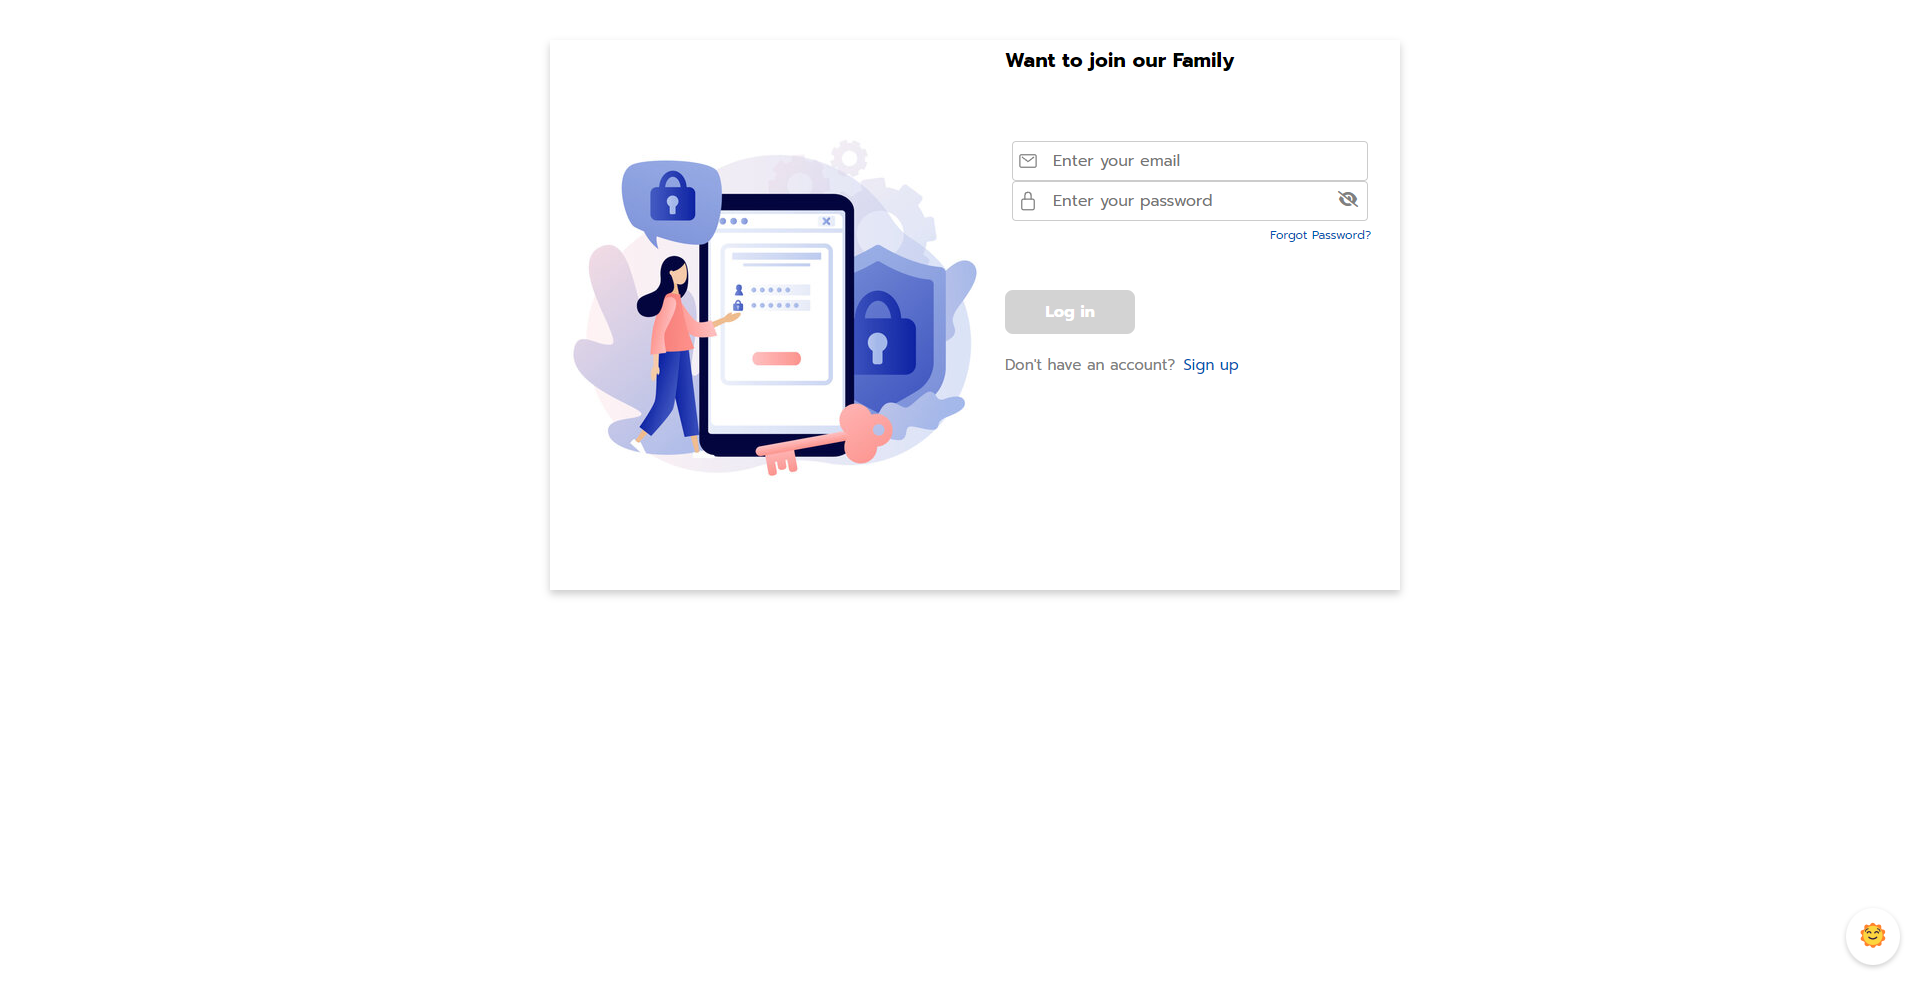 Want to join our Family
Enter your email
Enter your password
Forgot Password?
Log in
Don't have an account? Sign up